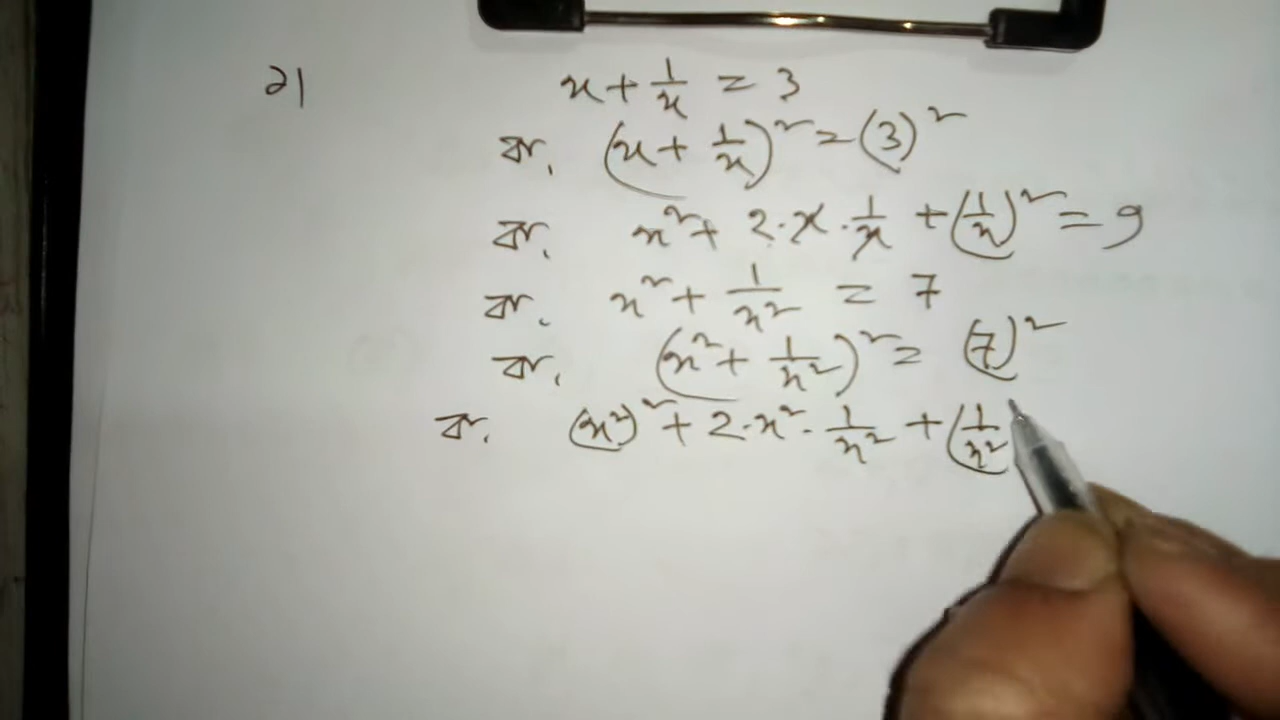 ২। x + 1/x = 3
বা, (x + 1/x)² = (3)²
বা, x² + 2·x·1/x + (1/x)² = 9
বা, x² + 1/x² = 7
বা, (x² + 1/x²)² = (7)²
বা, (x²)² + 2·x²·1/x² + (1/x²